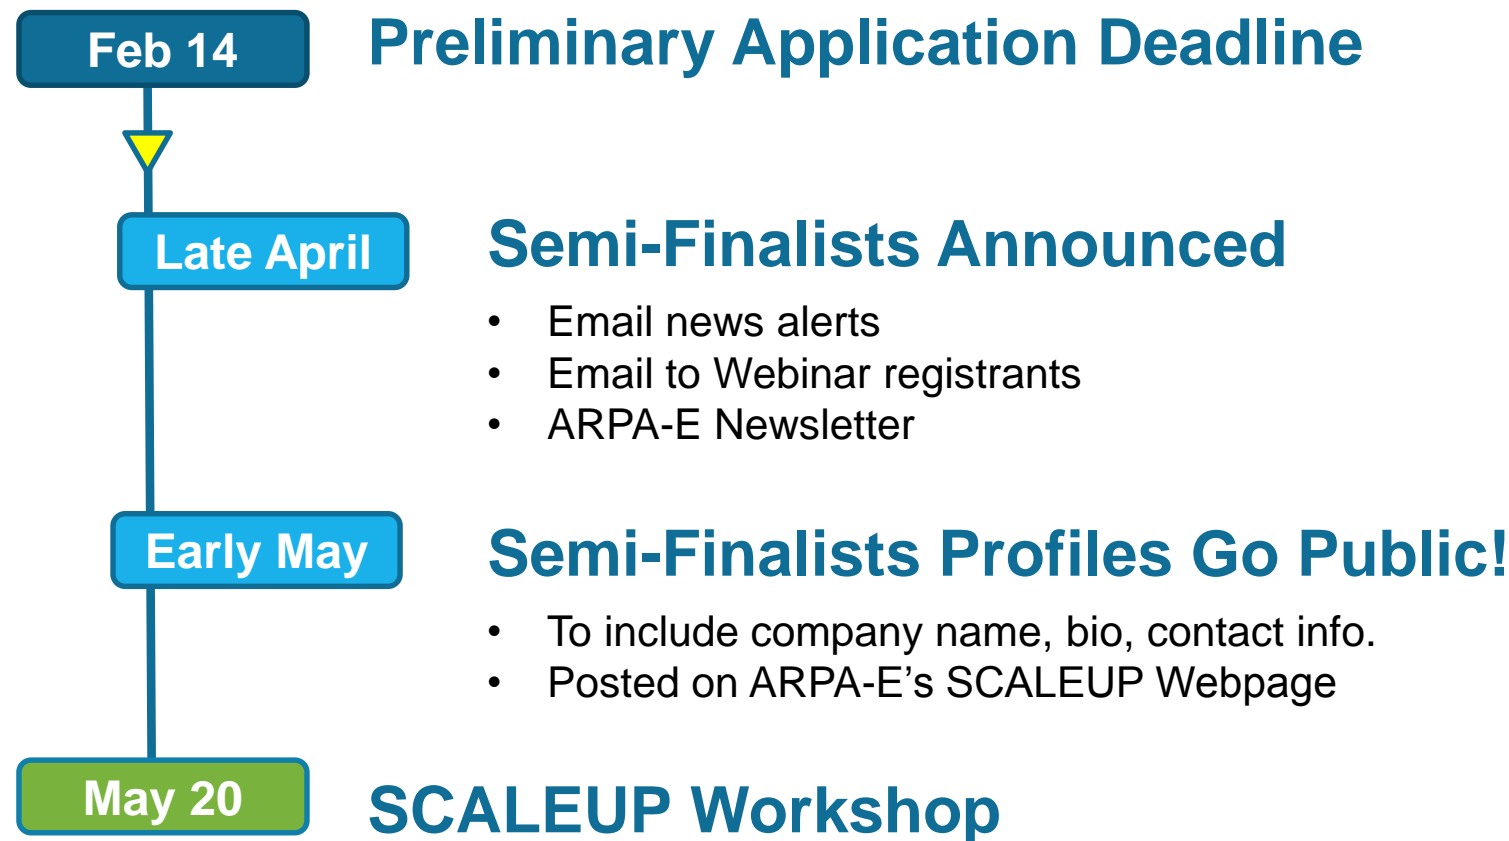 Feb 14
Preliminary Application Deadline
Late April
Semi-Finalists Announced
• Email news alerts
• Email to Webinar registrants
• ARPA-E Newsletter
Early May
Semi-Finalists Profiles Go Public!
• To include company name, bio, contact info.
• Posted on ARPA-E’s SCALEUP Webpage
May 20
SCALEUP Workshop